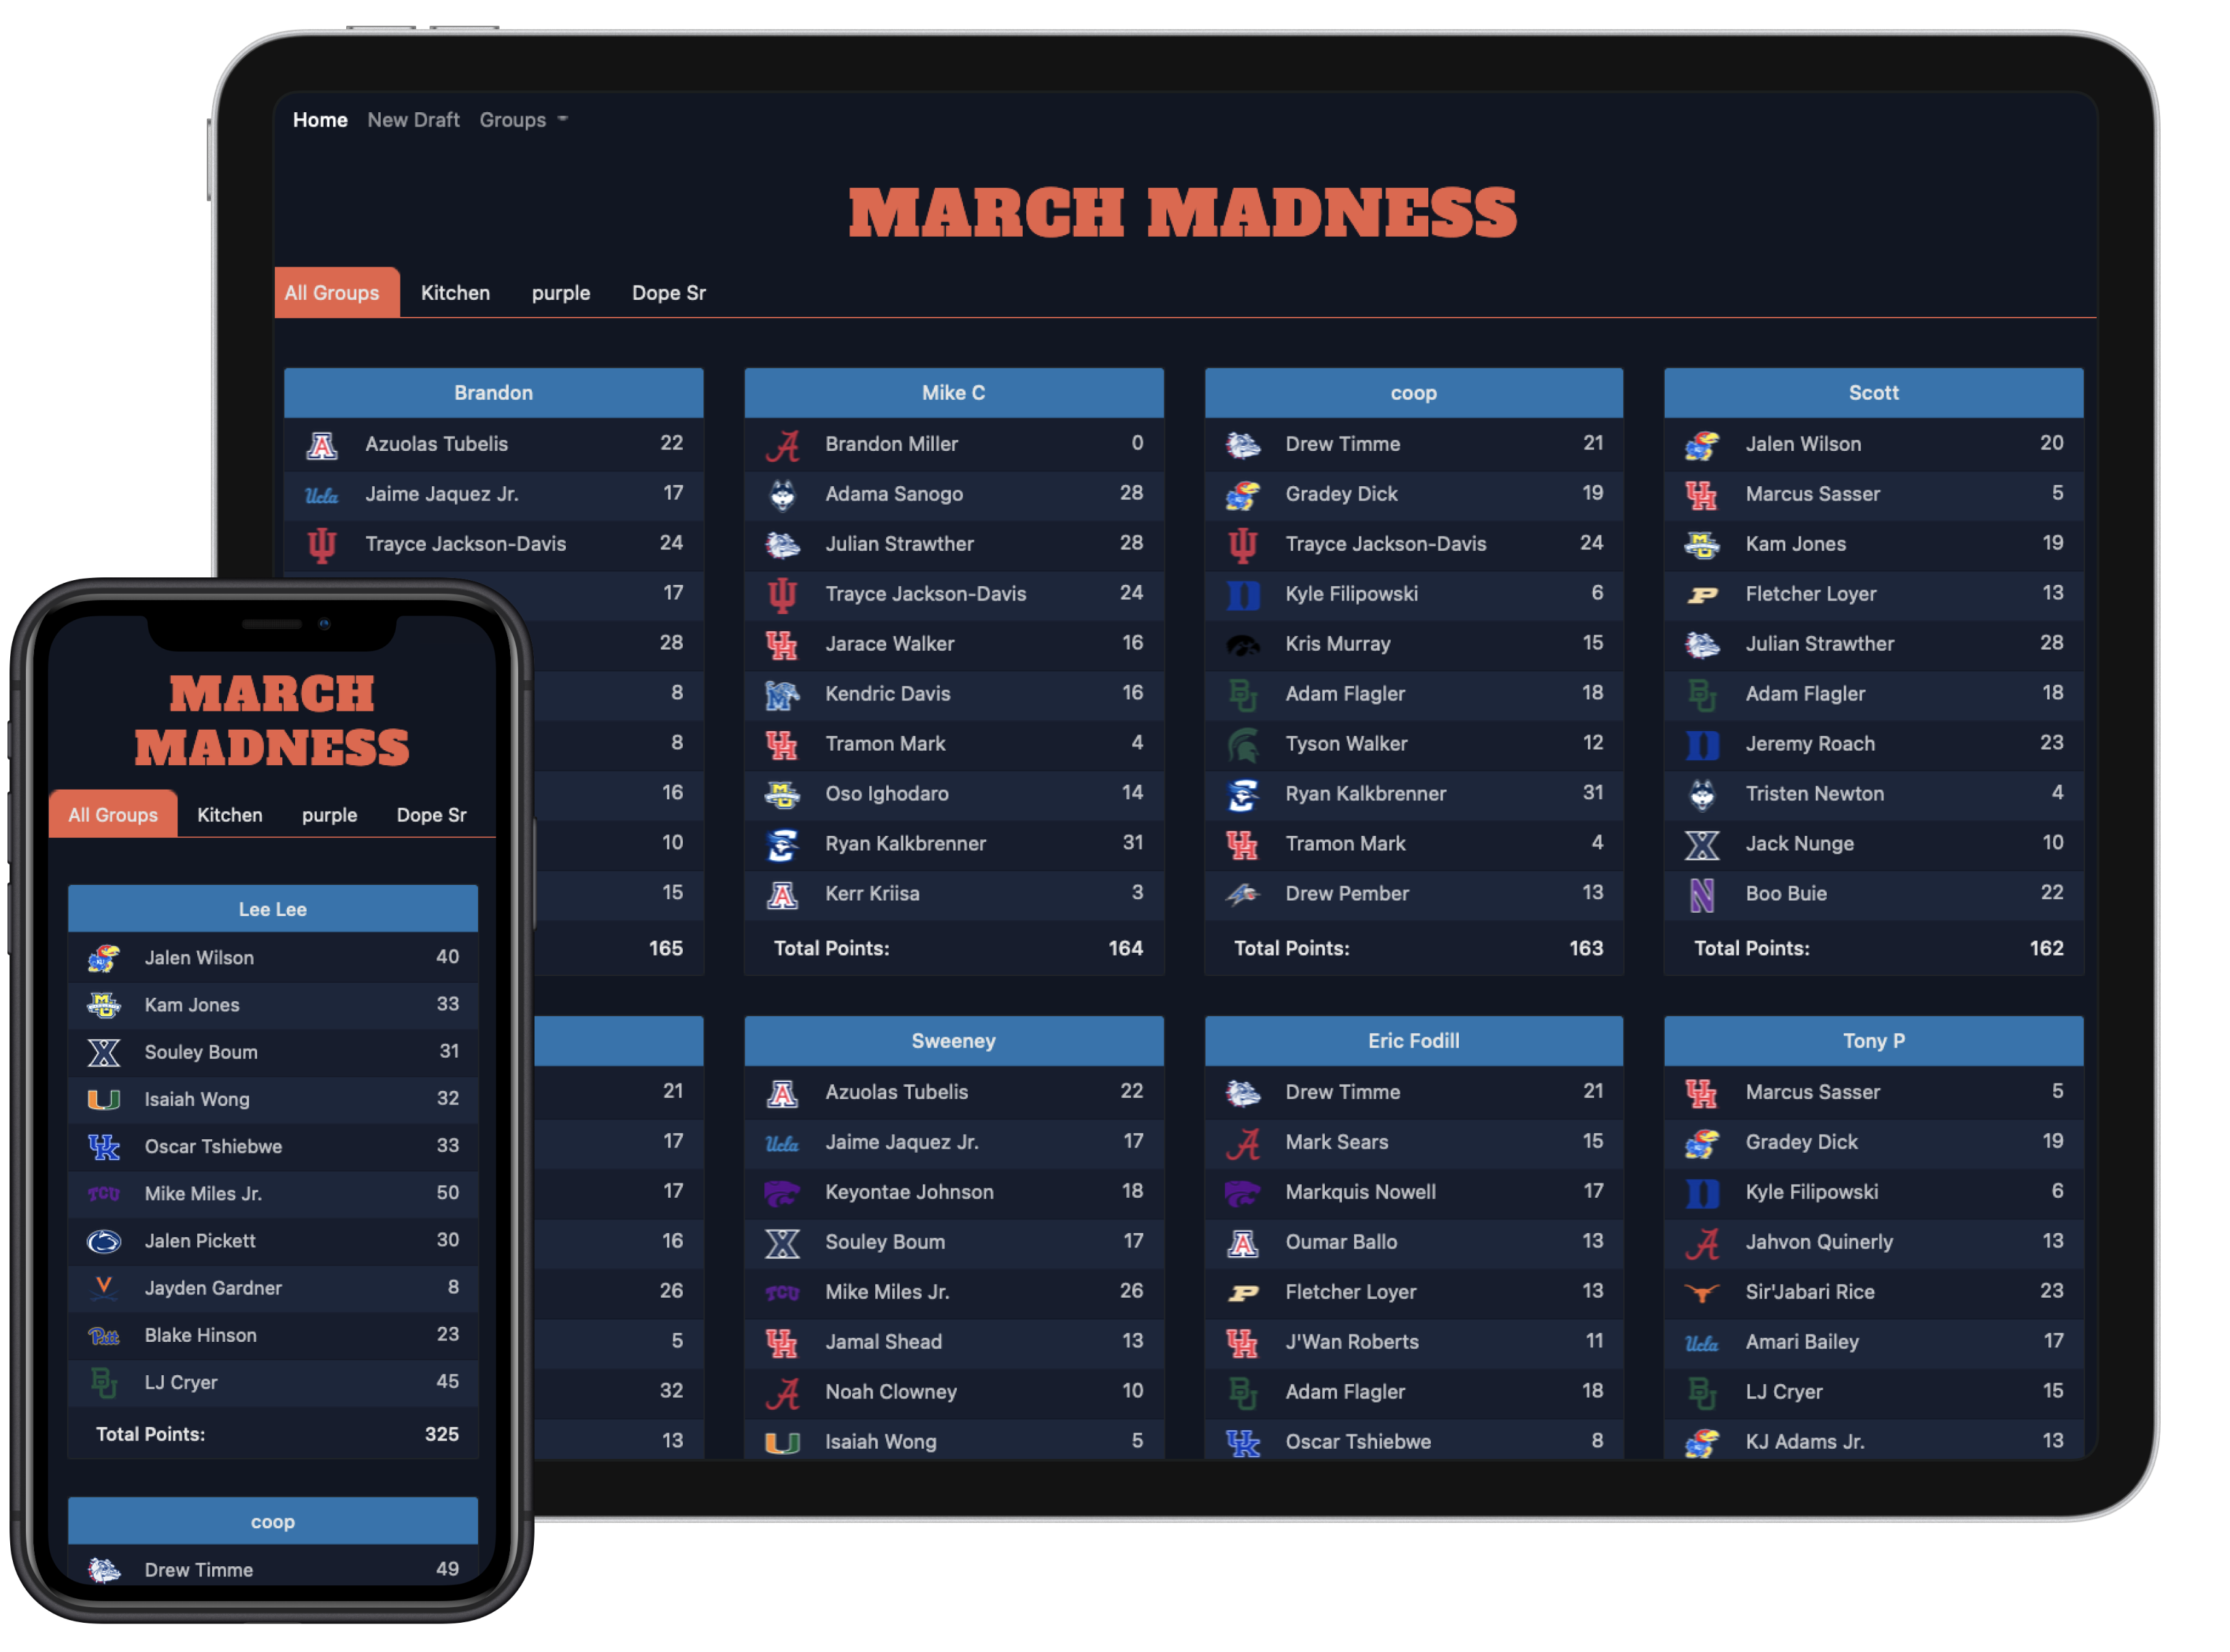 Home New Draft Groups
MARCH MADNESS
All Groups Kitchen purple Dope Sr
Brandon
Azuolas Tubelis 22
Jaime Jaquez Jr. 17
Trayce Jackson-Davis 24
17
28
8
8
16
10
15
165
Mike C
Brandon Miller 0
Adama Sanogo 28
Julian Strawther 28
Trayce Jackson-Davis 24
Jarace Walker 16
Kendric Davis 16
Tramon Mark 4
Oso Ighodaro 14
Ryan Kalkbrenner 31
Kerr Kriisa 3
Total Points: 164
coop
Drew Timme 21
Gradey Dick 19
Trayce Jackson-Davis 24
Kyle Filipowski 6
Kris Murray 15
Adam Flagler 18
Tyson Walker 12
Ryan Kalkbrenner 31
Tramon Mark 4
Drew Pember 13
Total Points: 163
Scott
Jalen Wilson 20
Marcus Sasser 5
Kam Jones 19
Fletcher Loyer 13
Julian Strawther 28
Adam Flagler 18
Jeremy Roach 23
Tristen Newton 4
Jack Nunge 10
Boo Buie 22
Total Points: 162
21
17
17
16
26
5
32
13
Sweeney
Azuolas Tubelis 22
Ucla Jaime Jaquez Jr. 17
Keyontae Johnson 18
Souley Boum 17
TCU Mike Miles Jr. 26
Jamal Shead 13
Noah Clowney 10
Isaiah Wong 5
Eric Fodill
Drew Timme 21
Mark Sears 15
Markquis Nowell 17
Oumar Ballo 13
Fletcher Loyer 13
J'Wan Roberts 11
Adam Flagler 18
Oscar Tshiebwe 8
Tony P
Marcus Sasser 5
Gradey Dick 19
Kyle Filipowski 6
Jahvon Quinerly 13
Sir'Jabari Rice 23
Ucla Amari Bailey 17
LJ Cryer 15
KJ Adams Jr. 13
MARCH
MADNESS
All Groups Kitchen purple Dope Sr
Lee Lee
Jalen Wilson 40
Kam Jones 33
Souley Boum 31
Isaiah Wong 32
Oscar Tshiebwe 33
TCU Mike Miles Jr. 50
Jalen Pickett 30
Jayden Gardner 8
Pitt Blake Hinson 23
LJ Cryer 45
Total Points: 325
coop
Drew Timme 49